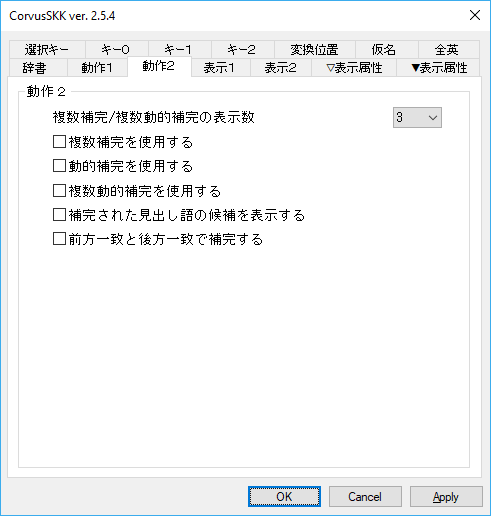 CorvusSKK ver. 2.5.4
選択キー キー0 キー1 キー2 変換位置 仮名 全英
辞書 動作1 動作2 表示1 表示2 ▽表示属性 ▼表示属性
動作２
複数補完/複数動的補完の表示数 3
複数補完を使用する
動的補完を使用する
複数動的補完を使用する
補完された見出し語の候補を表示する
前方一致と後方一致で補完する
OK Cancel Apply